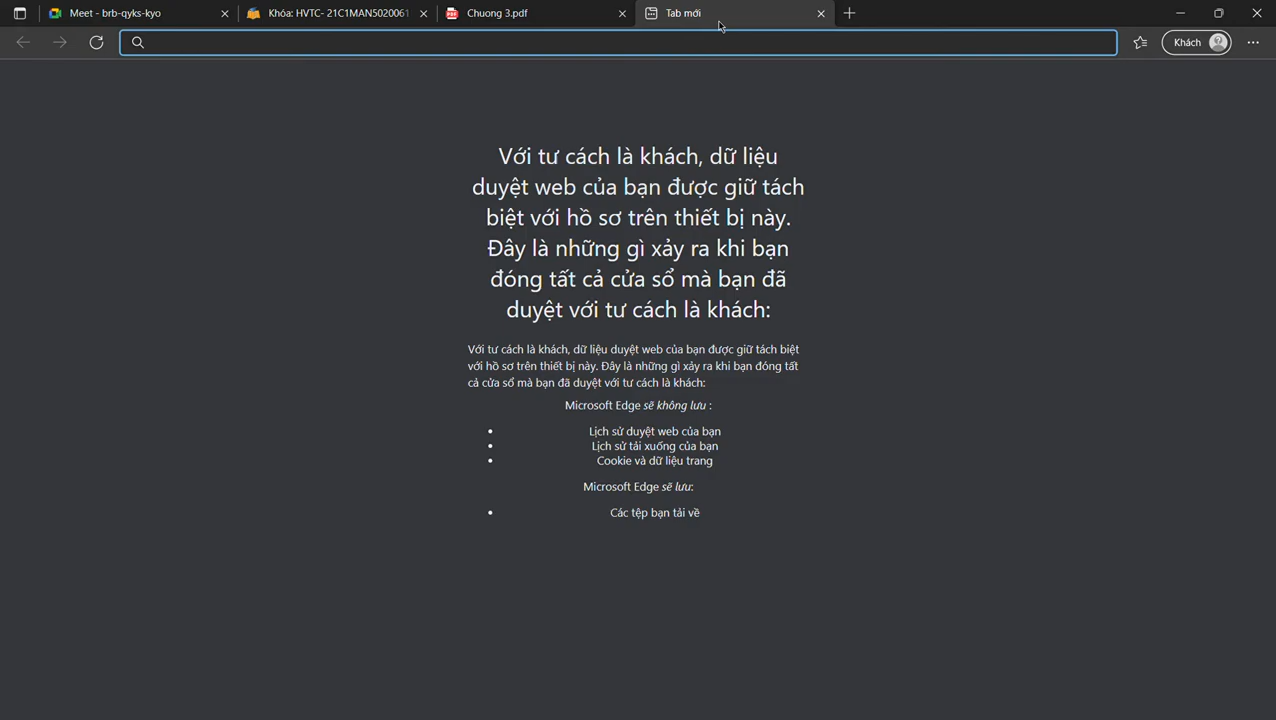 Meet - brb-qyks-kyo
Khóa: HVTC- 21C1MAN5020061
Chuong 3.pdf
Tab mới
Khách
Với tư cách là khách, dữ liệu
duyệt web của bạn được giữ tách
biệt với hồ sơ trên thiết bị này.
Đây là những gì xảy ra khi bạn
đóng tất cả cửa sổ mà bạn đã
duyệt với tư cách là khách:
Với tư cách là khách, dữ liệu duyệt web của bạn được giữ tách biệt
với hồ sơ trên thiết bị này. Đây là những gì xảy ra khi bạn đóng tất
cả cửa sổ mà bạn đã duyệt với tư cách là khách:
Microsoft Edge sẽ không lưu :
• Lịch sử duyệt web của bạn
• Lịch sử tải xuống của bạn
• Cookie và dữ liệu trang
Microsoft Edge sẽ lưu:
• Các tệp bạn tải về